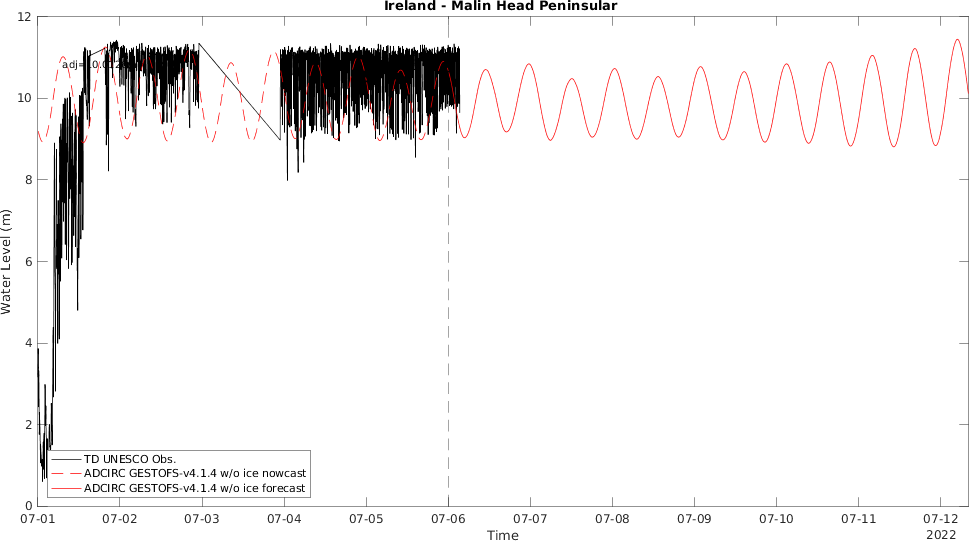 Ireland - Malin Head Peninsular
12
10
8
6
4
2
0
Water Level (m)
TD UNESCO Obs.
ADCIRC GESTOFS-v4.1.4 w/o ice nowcast
ADCIRC GESTOFS-v4.1.4 w/o ice forecast
07-01 07-02 07-03 07-04 07-05 07-06 07-07 07-08 07-09 07-10 07-11 07-12
Time
2022